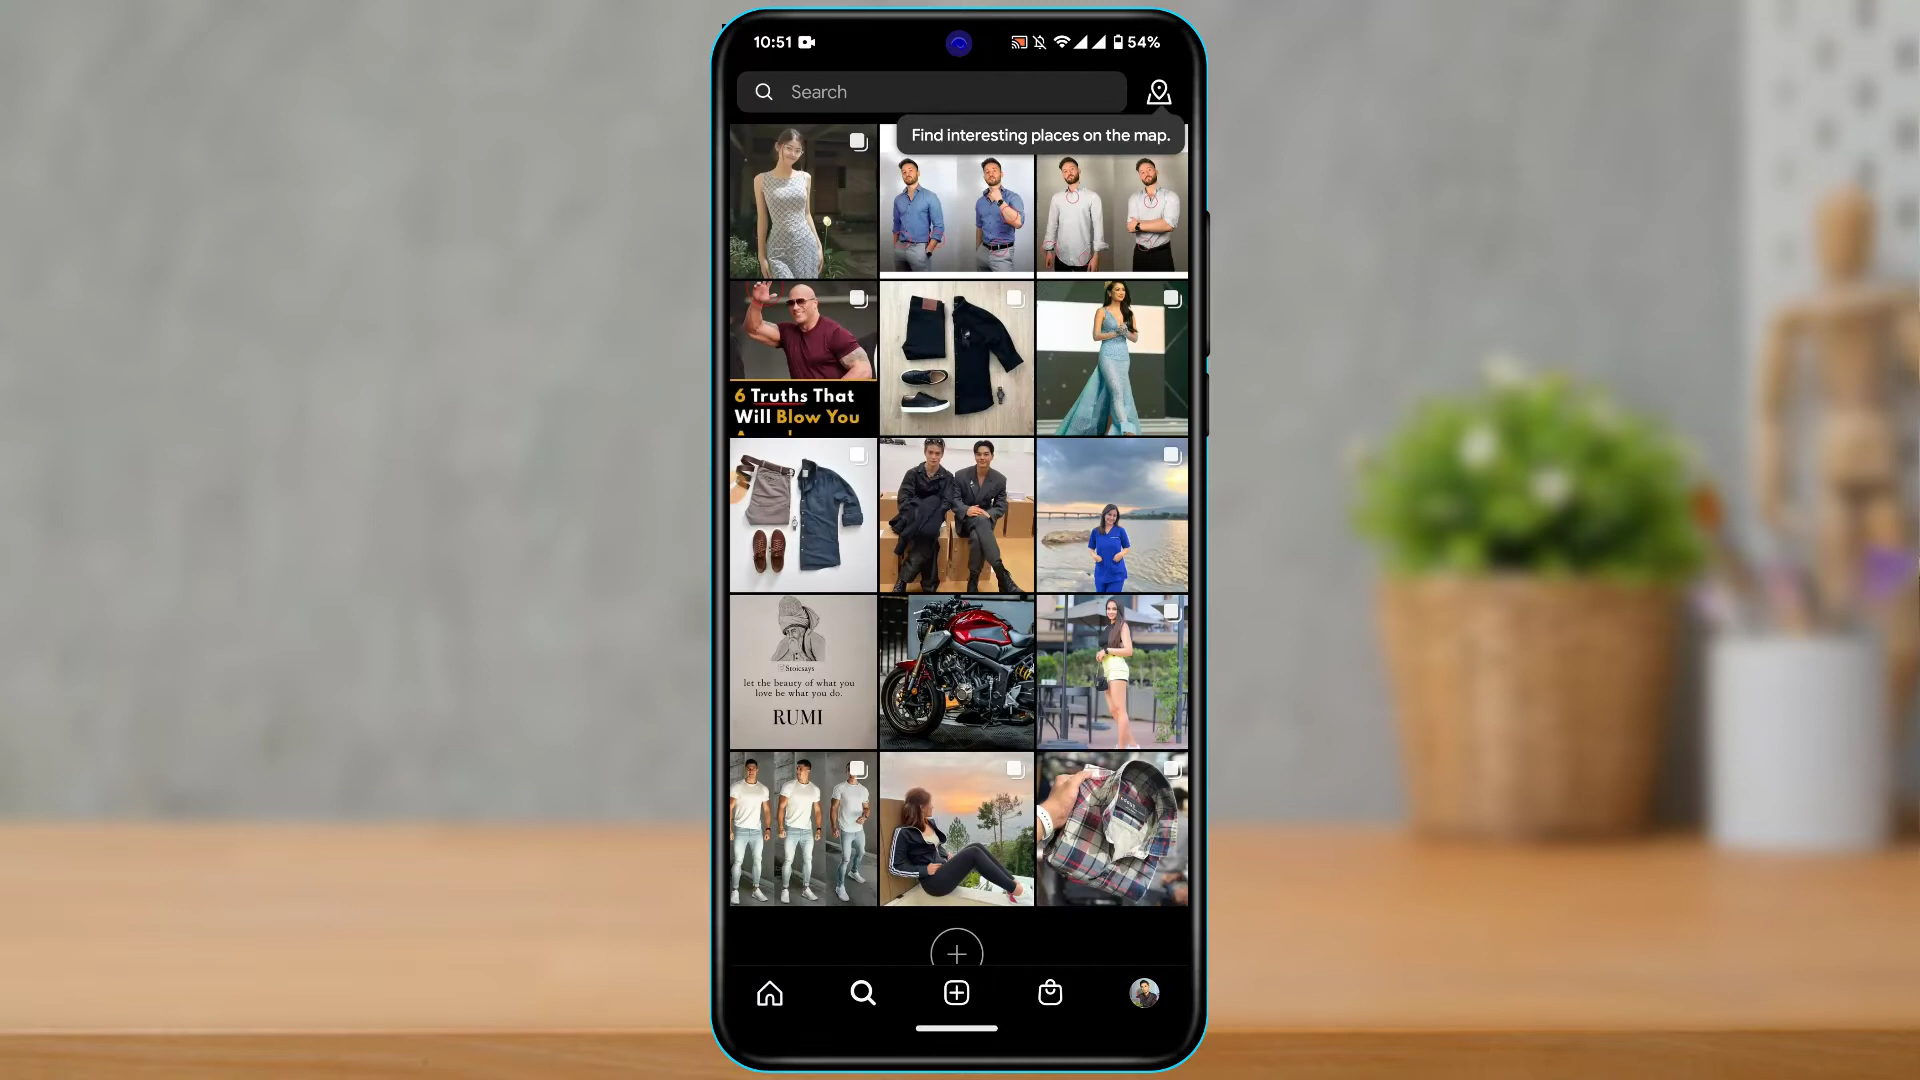 10:51
54%
Search
Find interesting places on the map.
6 Truths That
Will Blow You
Stoicsays
let the beauty of what you
love be what you do.
RUMI